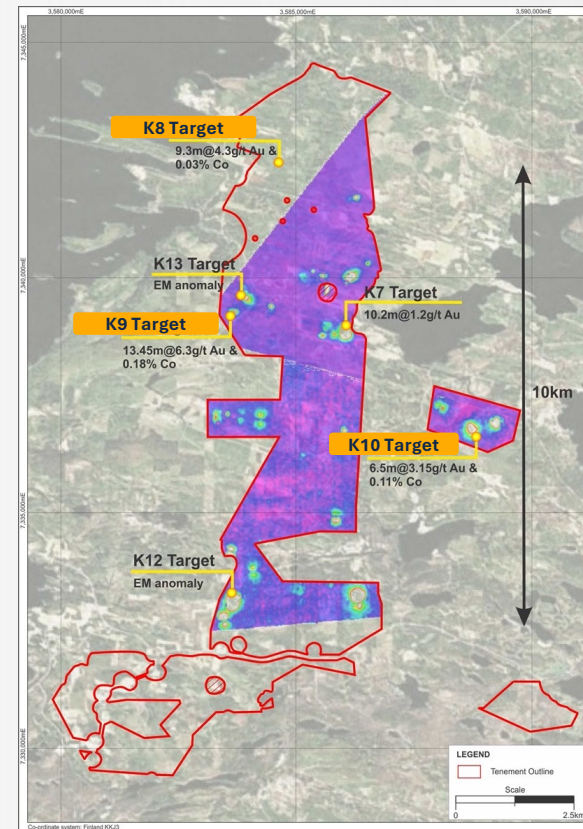 3,580,000mE
3,585,000mE
3,590,000mE
7,345,000mE
K8 Target
9.3m@4.3g/t Au &
0.03% Co
K13 Target
EM anomaly
7,340,000mE
K7 Target
10.2m@1.2g/t Au
K9 Target
13.45m@6.3g/t Au &
0.18% Co
10km
K10 Target
6.5m@3.15g/t Au &
0.11% Co
7,335,000mE
K12 Target
EM anomaly
7,330,000mE
LEGEND
Tenement Outline
Scale
0
2.5km
Co-ordinate system: Finland KKJ3